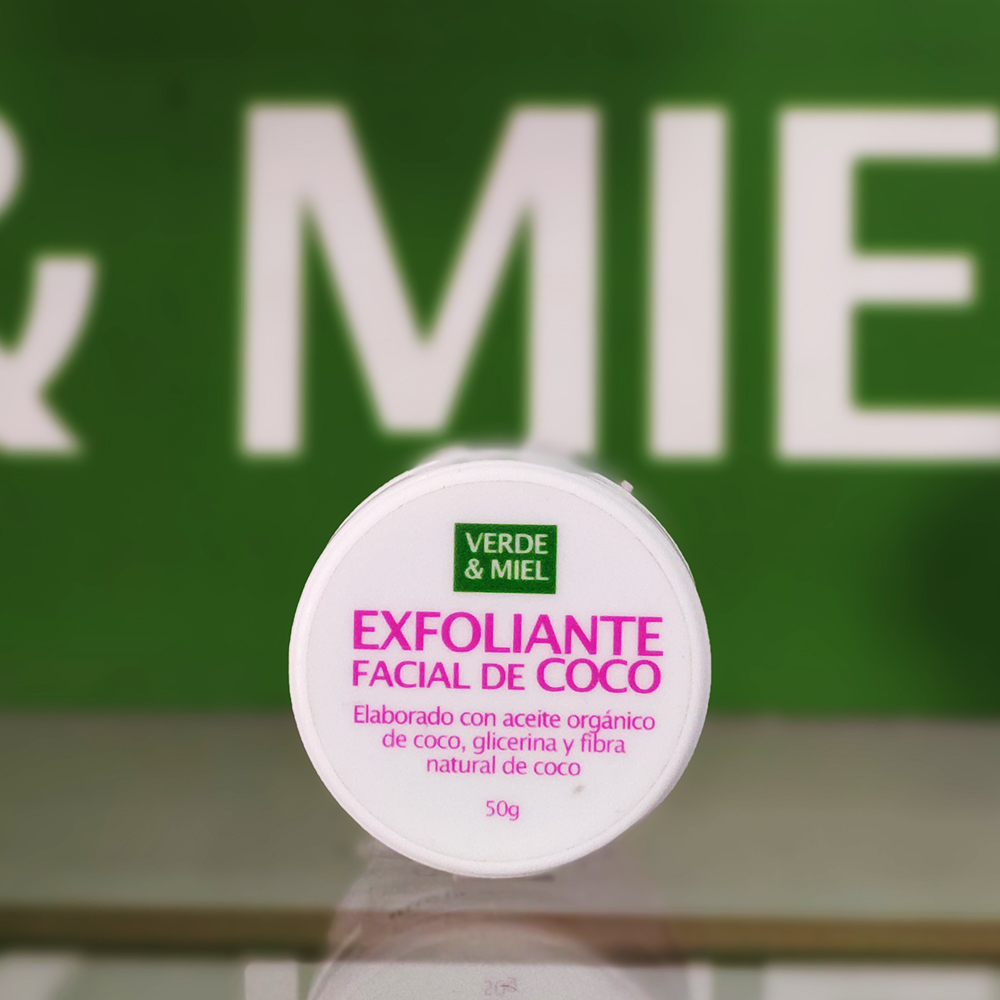 & MIE
VERDE
& MIEL
EXFOLIANTE
FACIAL DE COCO
Elaborado con aceite orgánico
de coco, glicerina y fibra
natural de coco
50g